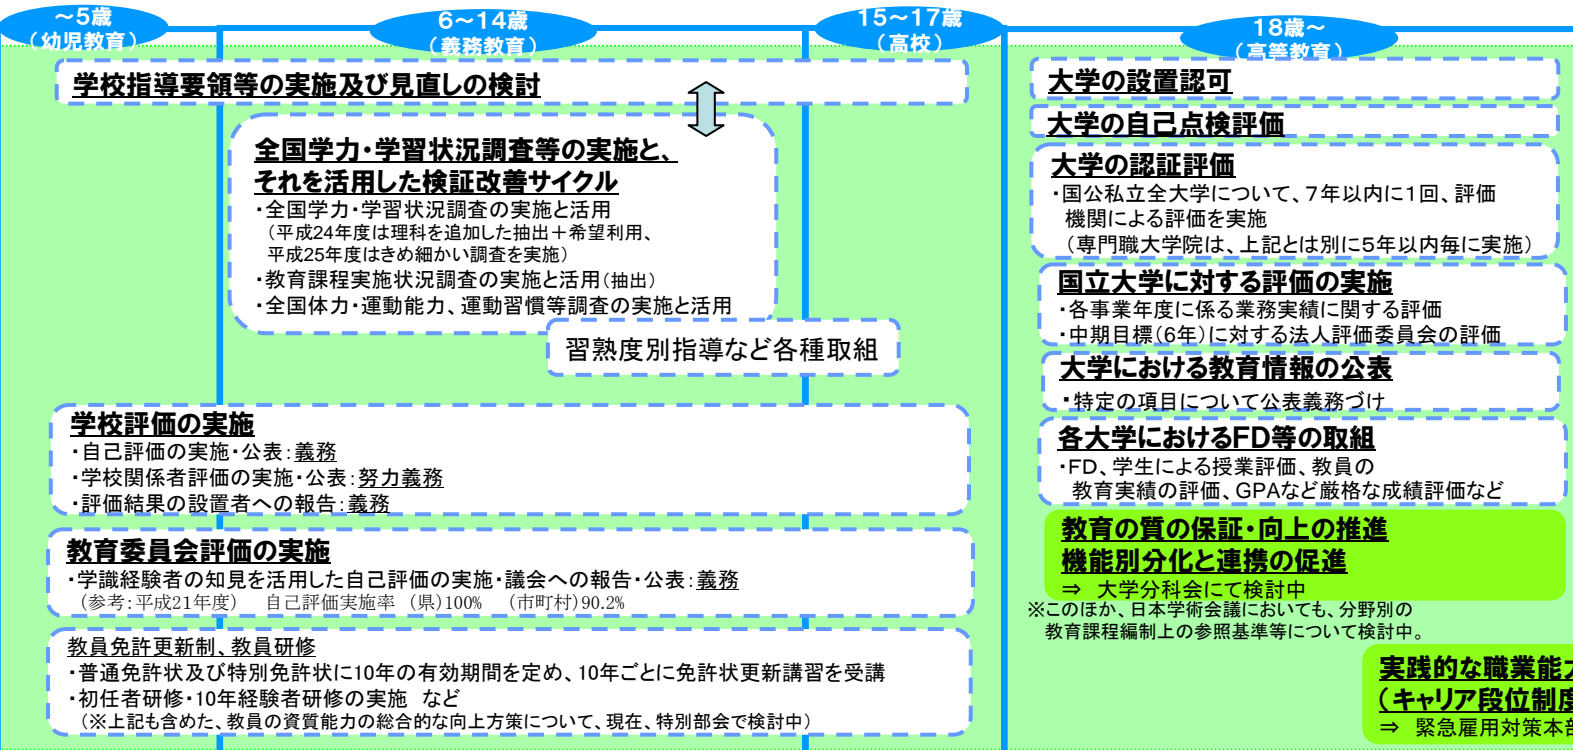 ~5歳
(幼児教育)
6~14歳
(義務教育)
15~17歳
(高校)
18歳~
(高等教育)
学校指導要領等の実施及び見直しの検討
全国学力・学習状況調査等の実施と、
それを活用した検証改善サイクル
・全国学力・学習状況調査の実施と活用
(平成24年度は理科を追加した抽出+希望利用、
平成25年度はきめ細かい調査を実施)
・教育課程実施状況調査の実施と活用(抽出)
・全国体力・運動能力、運動習慣等調査の実施と活用
習熟度別指導など各種取組
学校評価の実施
・自己評価の実施・公表:義務
・学校関係者評価の実施・公表:努力義務
・評価結果の設置者への報告:義務
教育委員会評価の実施
・学識経験者の知見を活用した自己評価の実施・議会への報告・公表:義務
(参考:平成21年度) 自己評価実施率 (県)100% (市町村)90.2%
教員免許更新制、教員研修
・普通免許状及び特別免許状に10年の有効期間を定め、10年ごとに免許状更新講習を受講
・初任者研修・10年経験者研修の実施 など
(※上記も含めた、教員の資質能力の総合的な向上方策について、現在、特別部会で検討中)
大学の設置認可
大学の自己点検評価
大学の認証評価
・国公私立全大学について、7年以内に1回、評価
機関による評価を実施
(専門職大学院は、上記とは別に5年以内毎に実施)
国立大学に対する評価の実施
・各事業年度に係る業務実績に関する評価
・中期目標(6年)に対する法人評価委員会の評価
大学における教育情報の公表
・特定の項目について公表義務づけ
各大学におけるFD等の取組
・FD、学生による授業評価、教員の
教育実績の評価、GPAなど厳格な成績評価など
教育の質の保証・向上の推進
機能別分化と連携の促進
⇒ 大学分科会にて検討中
※このほか、日本学術会議においても、分野別の
教育課程編制上の参照基準等について検討中。
実践的な職業能力
(キャリア段位制度
⇒ 緊急雇用対策本部